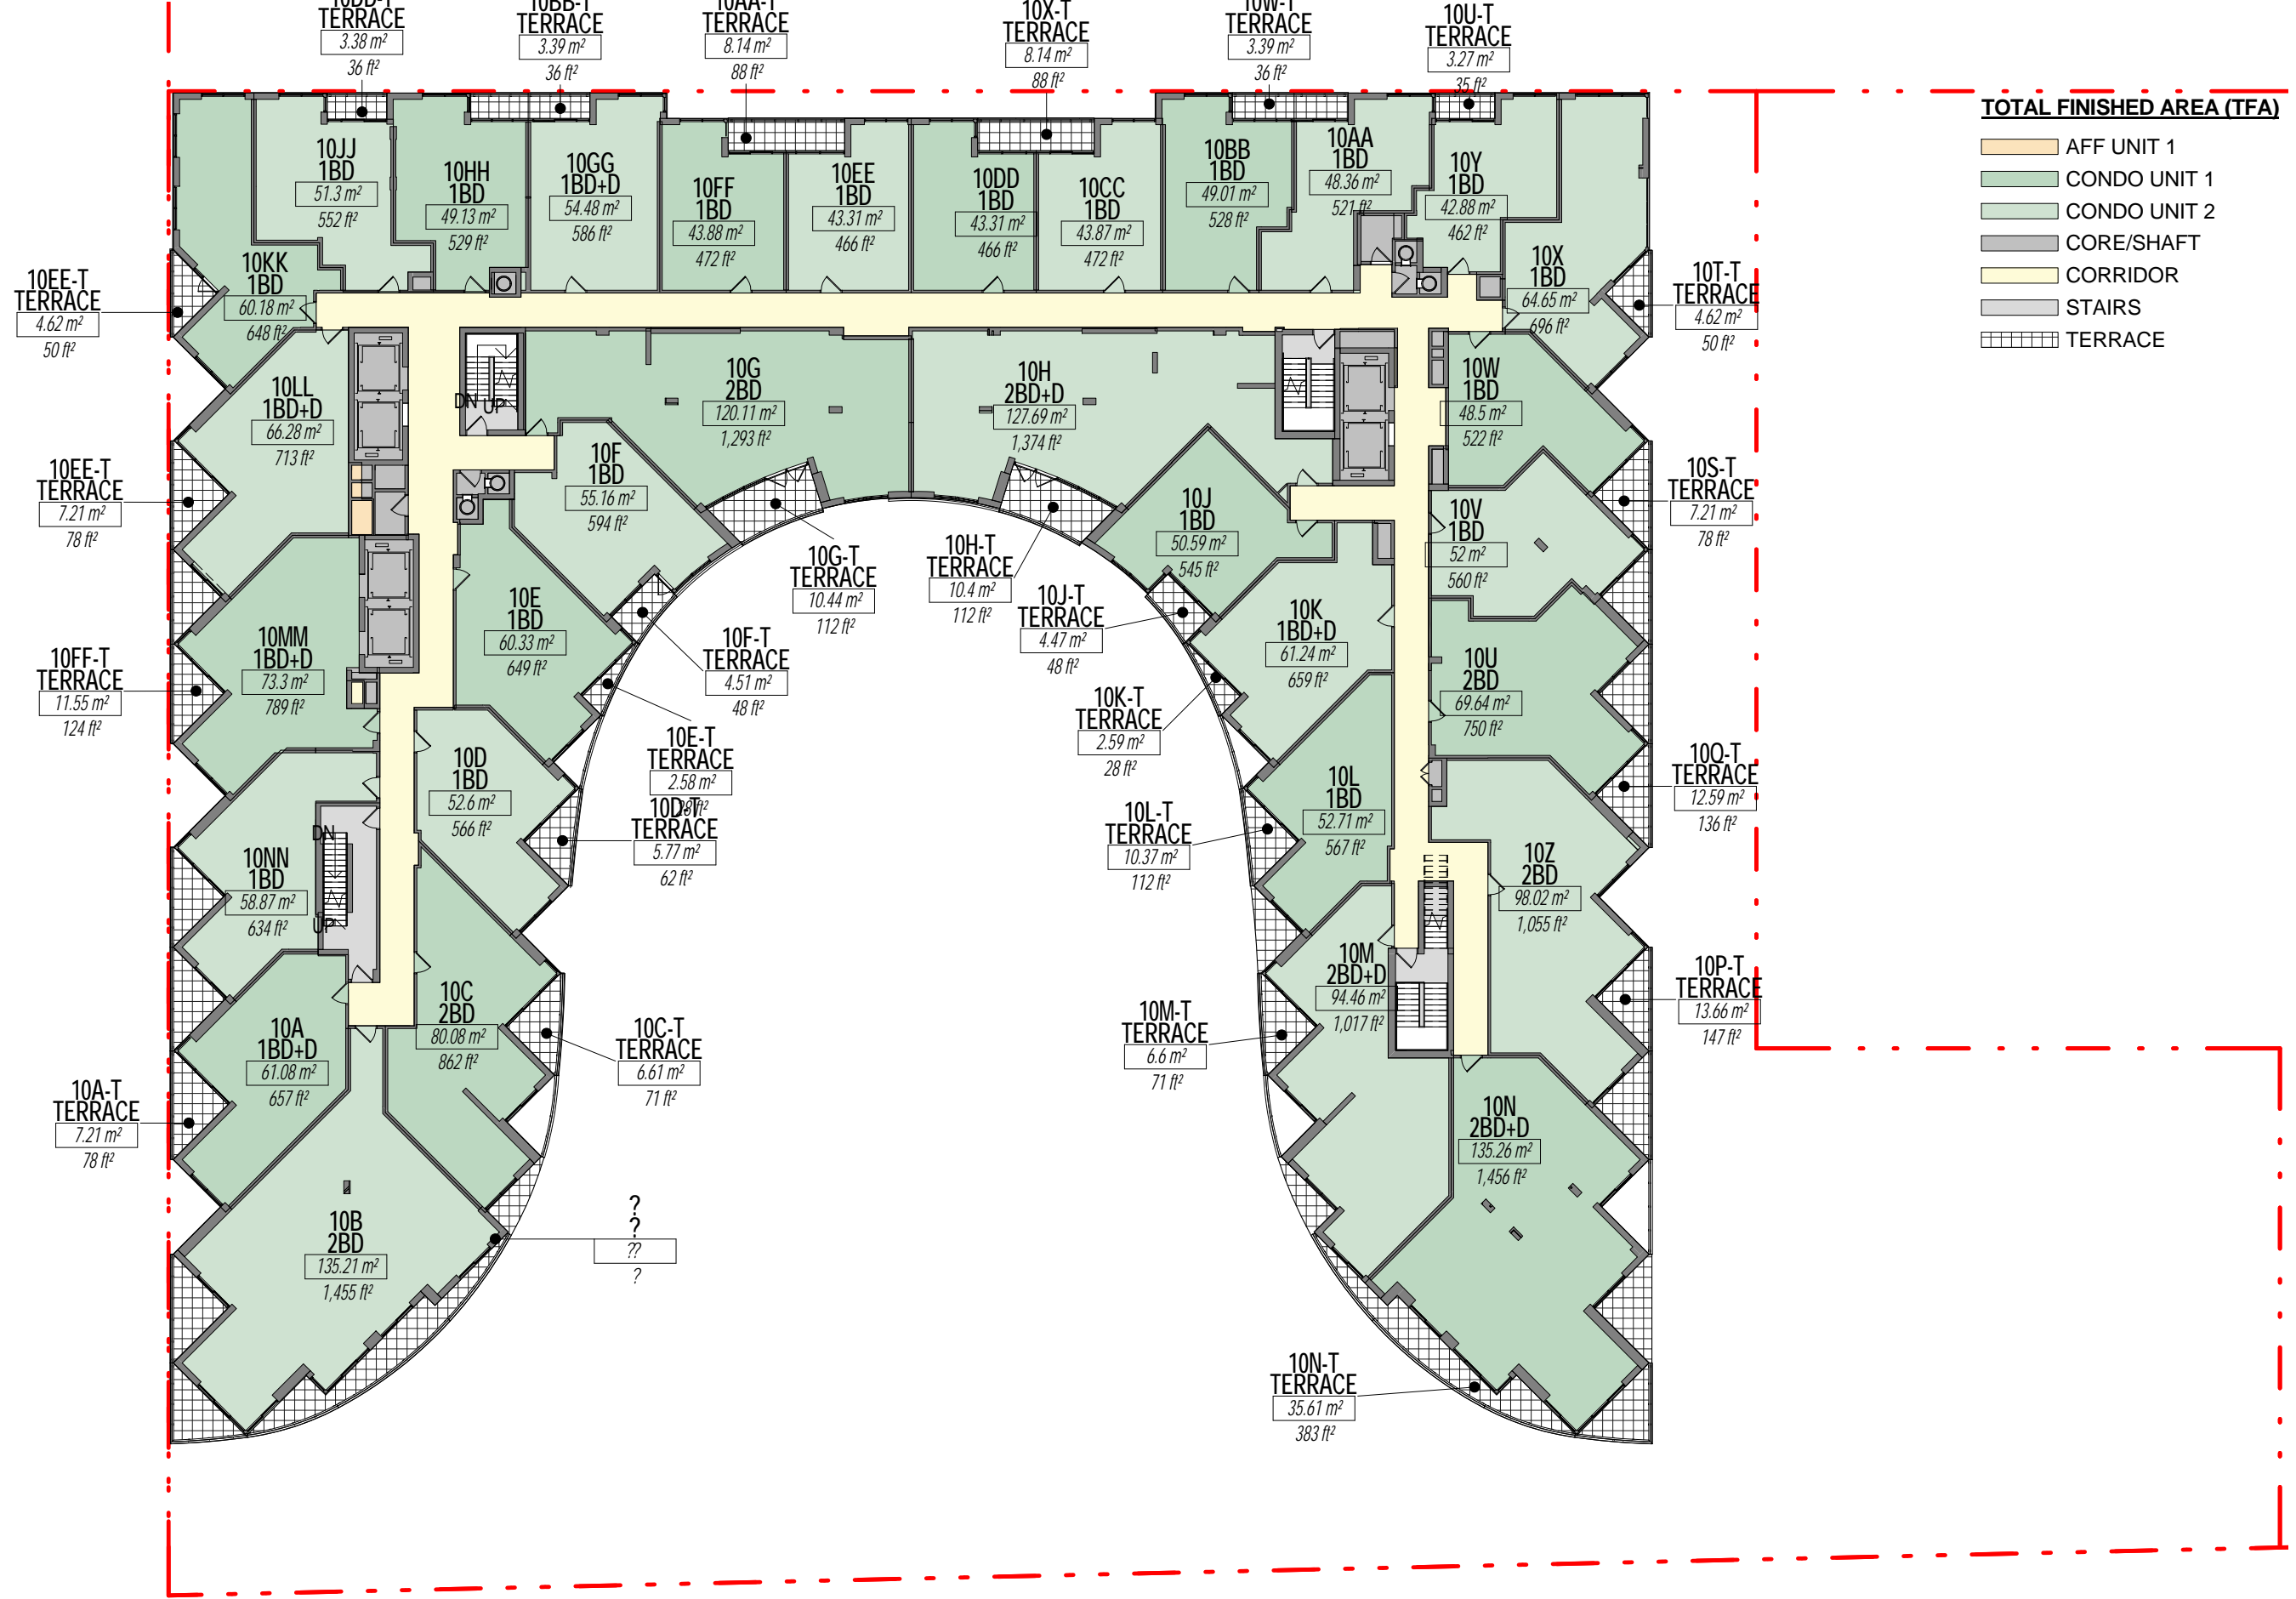 10DD-T
TERRACE
3.38 m²
36 ft²
10BB-T
TERRACE
3.39 m²
36 ft²
10AA-T
TERRACE
8.14 m²
88 ft²
10X-T
TERRACE
8.14 m²
88 ft²
10W-T
TERRACE
3.39 m²
36 ft²
10U-T
TERRACE
3.27 m²
35 ft²
TOTAL FINISHED AREA (TFA)
AFF UNIT 1
CONDO UNIT 1
CONDO UNIT 2
CORE/SHAFT
CORRIDOR
STAIRS
TERRACE
10JJ
1BD
51.3 m²
552 ft²
10HH
1BD
49.13 m²
529 ft²
10GG
1BD+D
54.48 m²
586 ft²
10FF
1BD
43.88 m²
472 ft²
10EE
1BD
43.31 m²
466 ft²
10DD
1BD
43.31 m²
466 ft²
10CC
1BD
43.87 m²
472 ft²
10BB
1BD
49.01 m²
528 ft²
10AA
1BD
48.36 m²
521 ft²
10Y
1BD
42.88 m²
462 ft²
10KK
1BD
60.18 m²
648 ft²
10X
1BD
64.65 m²
696 ft²
10EE-T
TERRACE
4.62 m²
50 ft²
10T-T
TERRACE
4.62 m²
50 ft²
10LL
1BD+D
66.28 m²
713 ft²
DN
UP
10G
2BD
120.11 m²
1,293 ft²
10H
2BD+D
127.69 m²
1,374 ft²
10W
1BD
48.5 m²
522 ft²
10EE-T
TERRACE
7.21 m²
78 ft²
10F
1BD
55.16 m²
594 ft²
10J
1BD
50.59 m²
545 ft²
10V
1BD
52 m²
560 ft²
10S-T
TERRACE
7.21 m²
78 ft²
10G-T
TERRACE
10.44 m²
112 ft²
10H-T
TERRACE
10.4 m²
112 ft²
10MM
1BD+D
73.3 m²
789 ft²
10E
1BD
60.33 m²
649 ft²
10J-T
TERRACE
4.47 m²
48 ft²
10K
1BD+D
61.24 m²
659 ft²
10FF-T
TERRACE
11.55 m²
124 ft²
10F-T
TERRACE
4.51 m²
48 ft²
10U
2BD
69.64 m²
750 ft²
10K-T
TERRACE
2.59 m²
28 ft²
10E-T
TERRACE
2.58 m²
28 ft²
10Q-T
TERRACE
12.59 m²
136 ft²
10D
1BD
52.6 m²
566 ft²
10D-T
TERRACE
5.77 m²
62 ft²
10L
1BD
52.71 m²
567 ft²
10L-T
TERRACE
10.37 m²
112 ft²
DN
UP
10NN
1BD
58.87 m²
634 ft²
10Z
2BD
98.02 m²
1,055 ft²
10M
2BD+D
94.46 m²
1,017 ft²
10P-T
TERRACE
13.66 m²
147 ft²
10C
2BD
80.08 m²
862 ft²
10A
1BD+D
61.08 m²
657 ft²
10C-T
TERRACE
6.61 m²
71 ft²
10M-T
TERRACE
6.6 m²
71 ft²
10A-T
TERRACE
7.21 m²
78 ft²
10N
2BD+D
135.26 m²
1,456 ft²
10B
2BD
135.21 m²
1,455 ft²
?
?
??
?
10N-T
TERRACE
35.61 m²
383 ft²